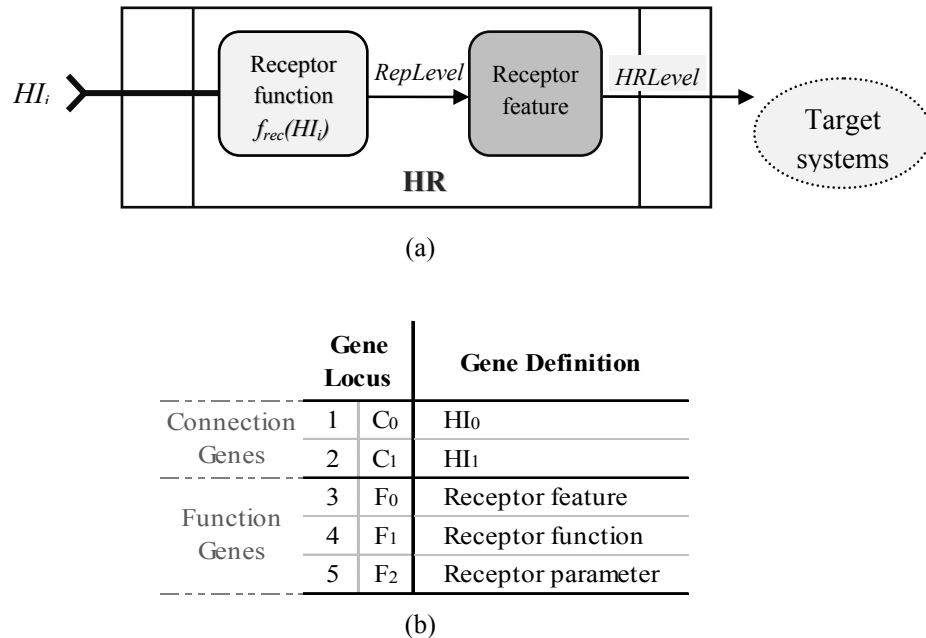 HIᵢ
Receptor
function
f_rec(HIᵢ)
RepLevel
Receptor
feature
HRLevel
Target
systems
HR
(a)
Gene
Locus
Gene Definition
Connection
Genes
1 C₀ HI₀
2 C₁ HI₁
Function
Genes
3 F₀ Receptor feature
4 F₁ Receptor function
5 F₂ Receptor parameter
(b)